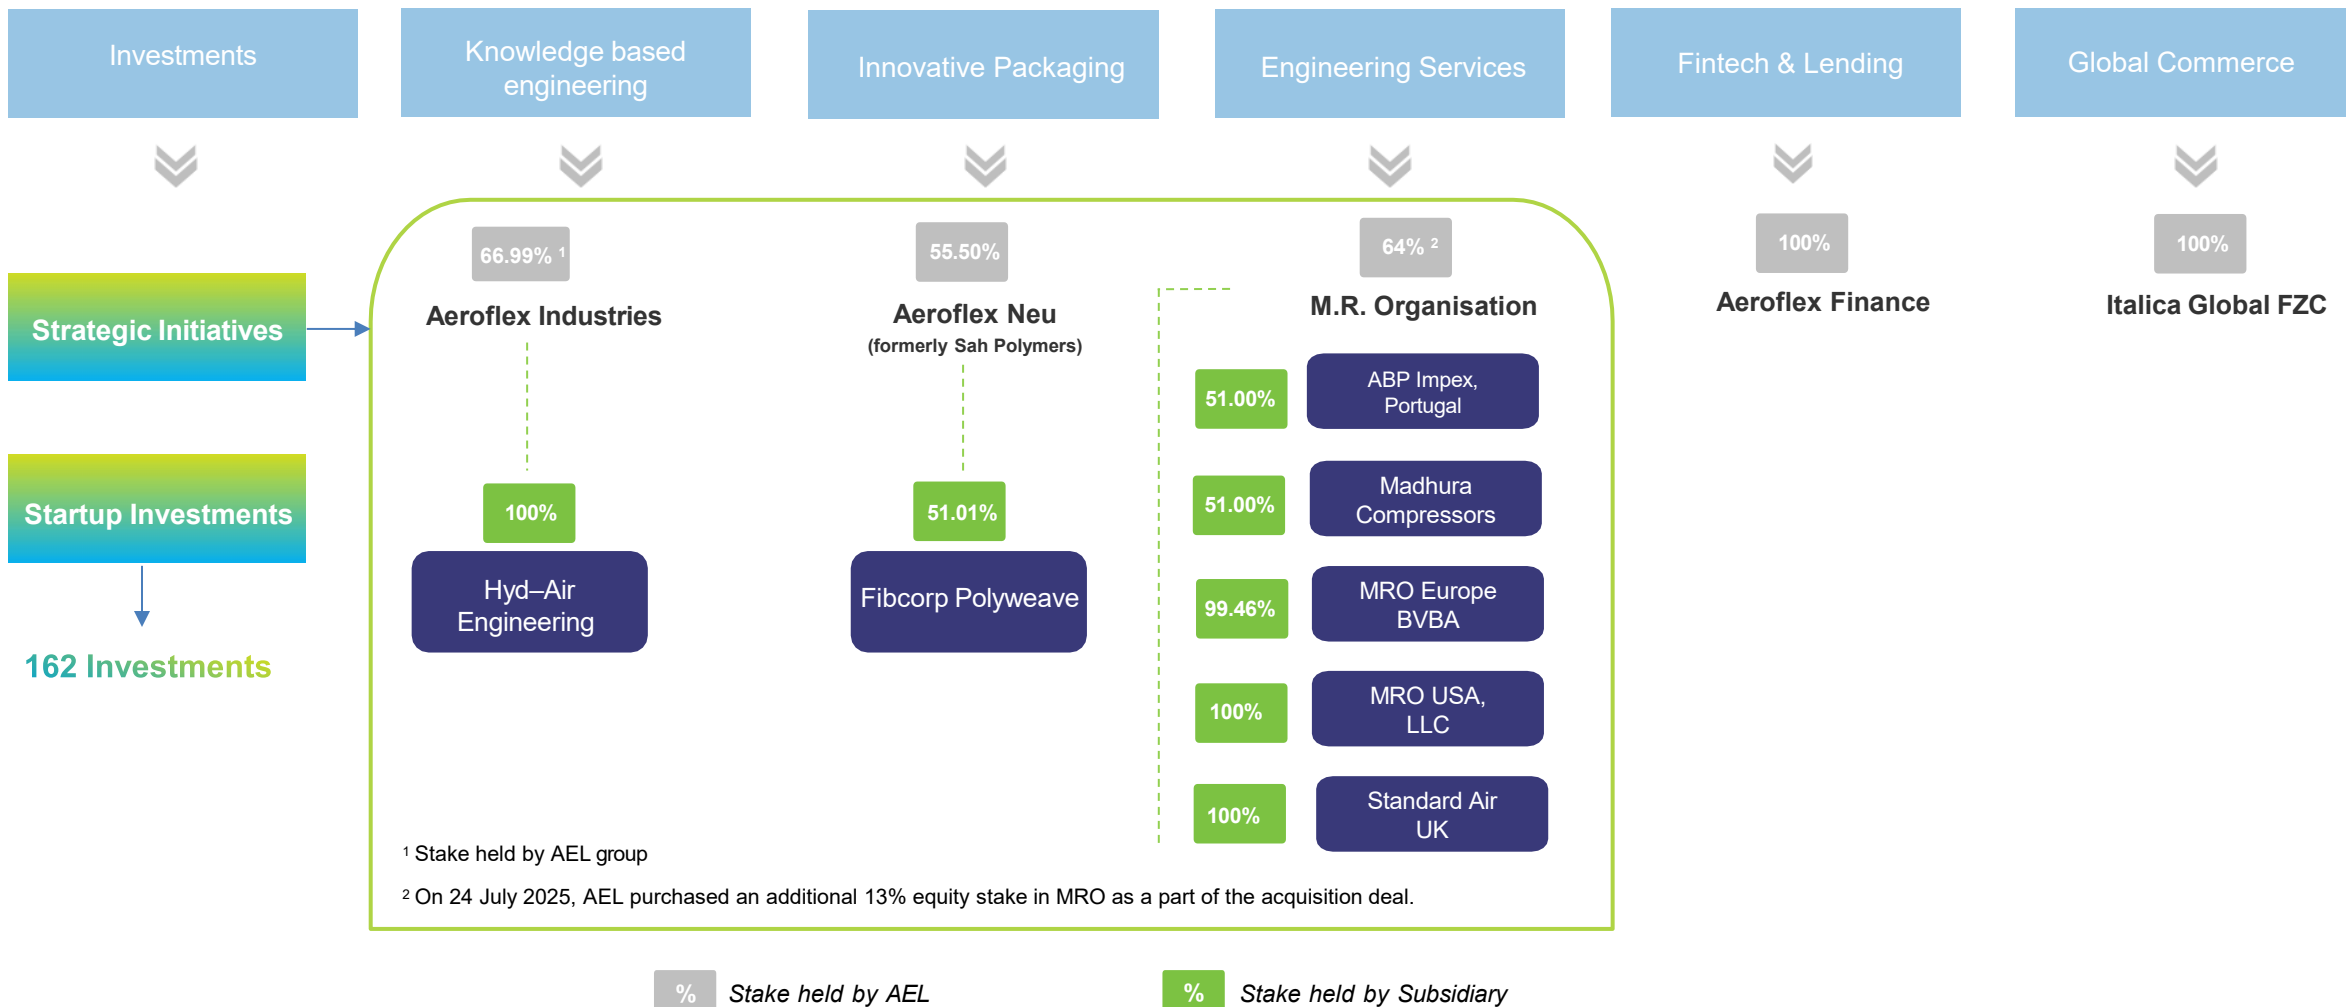 Investments
Knowledge based
engineering
Innovative Packaging
Engineering Services
Fintech & Lending
Global Commerce
66.99% ¹
55.50%
64% ²
100%
100%
Aeroflex Industries
Aeroflex Neu
(formerly Sah Polymers)
M.R. Organisation
Aeroflex Finance
Italica Global FZC
Strategic Initiatives
Startup Investments
162 Investments
100%
Hyd–Air
Engineering
51.01%
Fibcorp Polyweave
51.00%
ABP Impex,
Portugal
51.00%
Madhura
Compressors
99.46%
MRO Europe
BVBA
100%
MRO USA,
LLC
100%
Standard Air
UK
¹ Stake held by AEL group
² On 24 July 2025, AEL purchased an additional 13% equity stake in MRO as a part of the acquisition deal.
% Stake held by AEL
% Stake held by Subsidiary